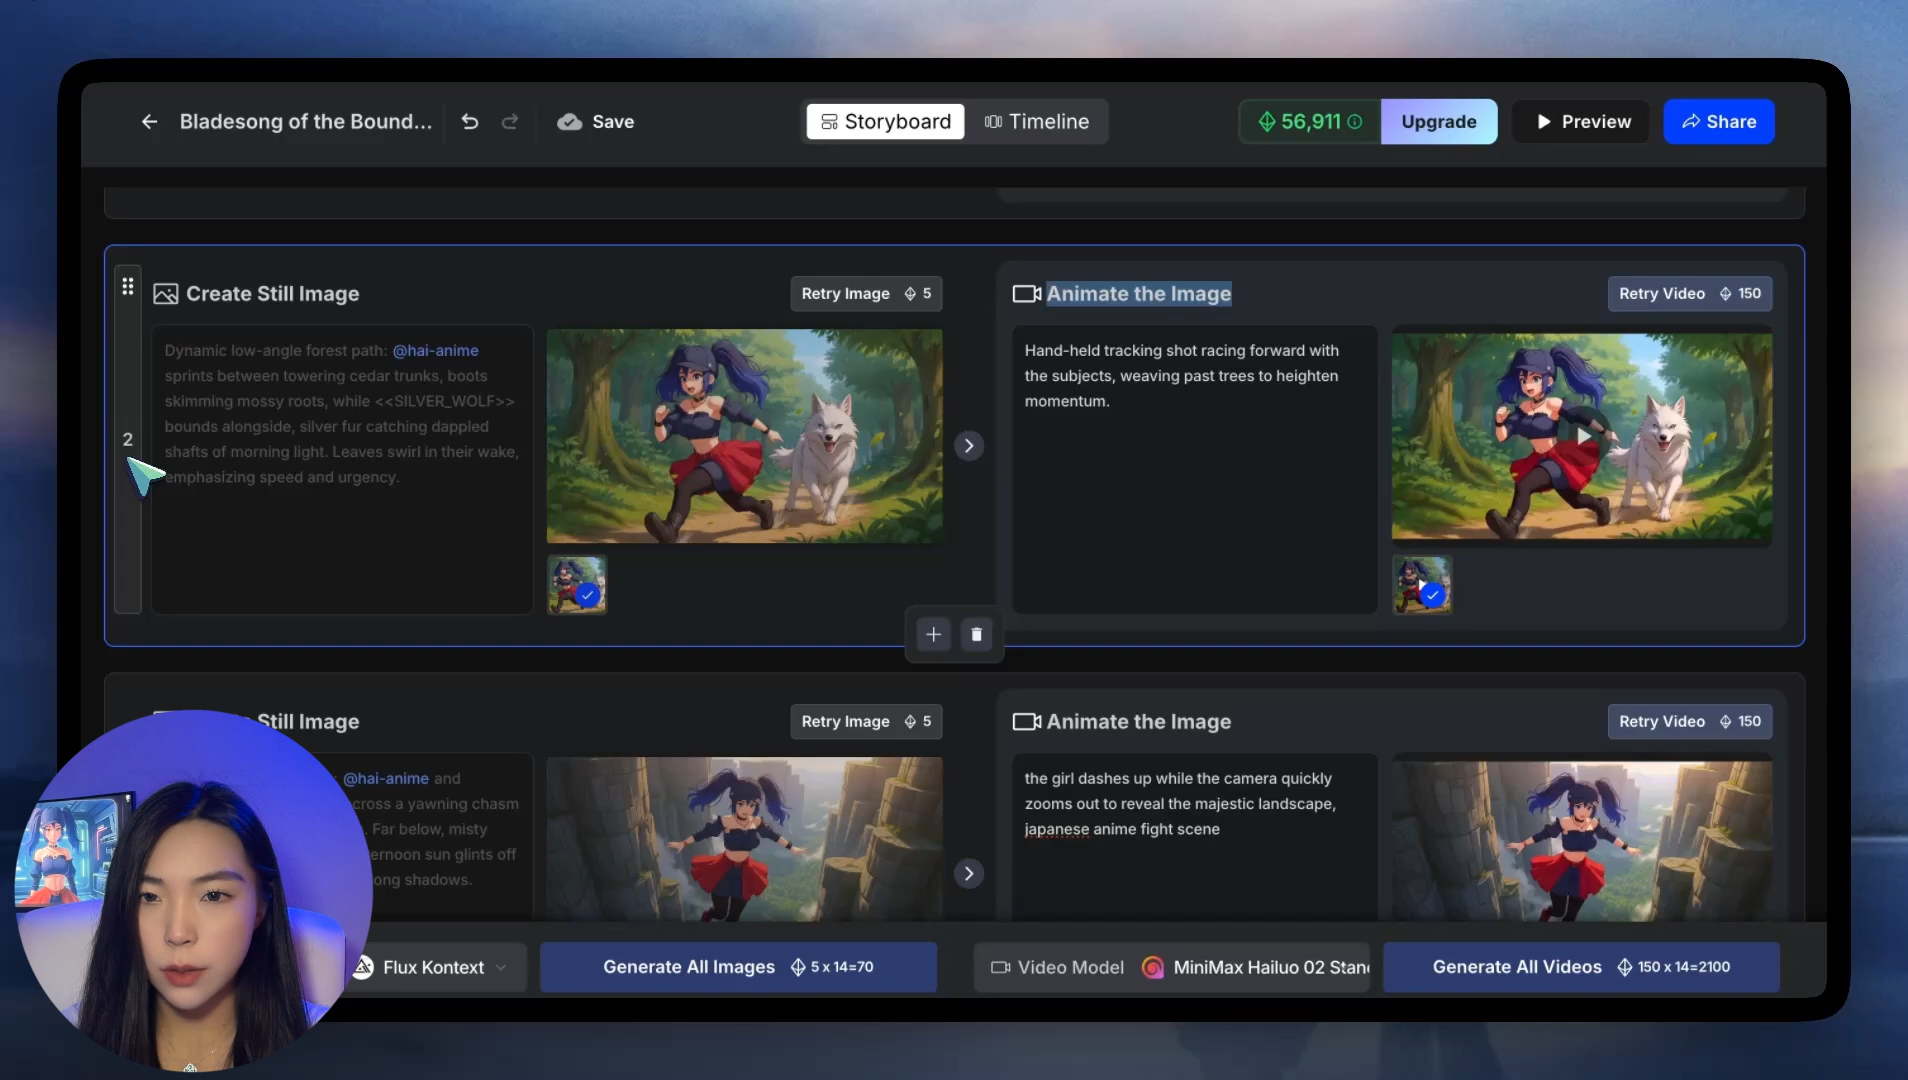 Bladesong of the Bound...
Save
Storyboard
Timeline
56,911
Upgrade
Preview
Share
Create Still Image
Retry Image 5
Animate the Image
Retry Video 150
2
Dynamic low-angle forest path: @hai-anime
sprints between towering cedar trunks, boots
skimming mossy roots, while <<SILVER_WOLF>>
bounds alongside, silver fur catching dappled
shafts of morning light. Leaves swirl in their wake,
emphasizing speed and urgency.
Hand-held tracking shot racing forward with
the subjects, weaving past trees to heighten
momentum.
Still Image
Retry Image 5
Animate the Image
Retry Video 150
@hai-anime and
cross a yawning chasm
. Far below, misty
ernoon sun glints off
ong shadows.
the girl dashes up while the camera quickly
zooms out to reveal the majestic landscape,
japanese anime fight scene
Flux Kontext
Generate All Images 5 x 14=70
Video Model MiniMax Hailuo 02 Stan
Generate All Videos 150 x 14=2100